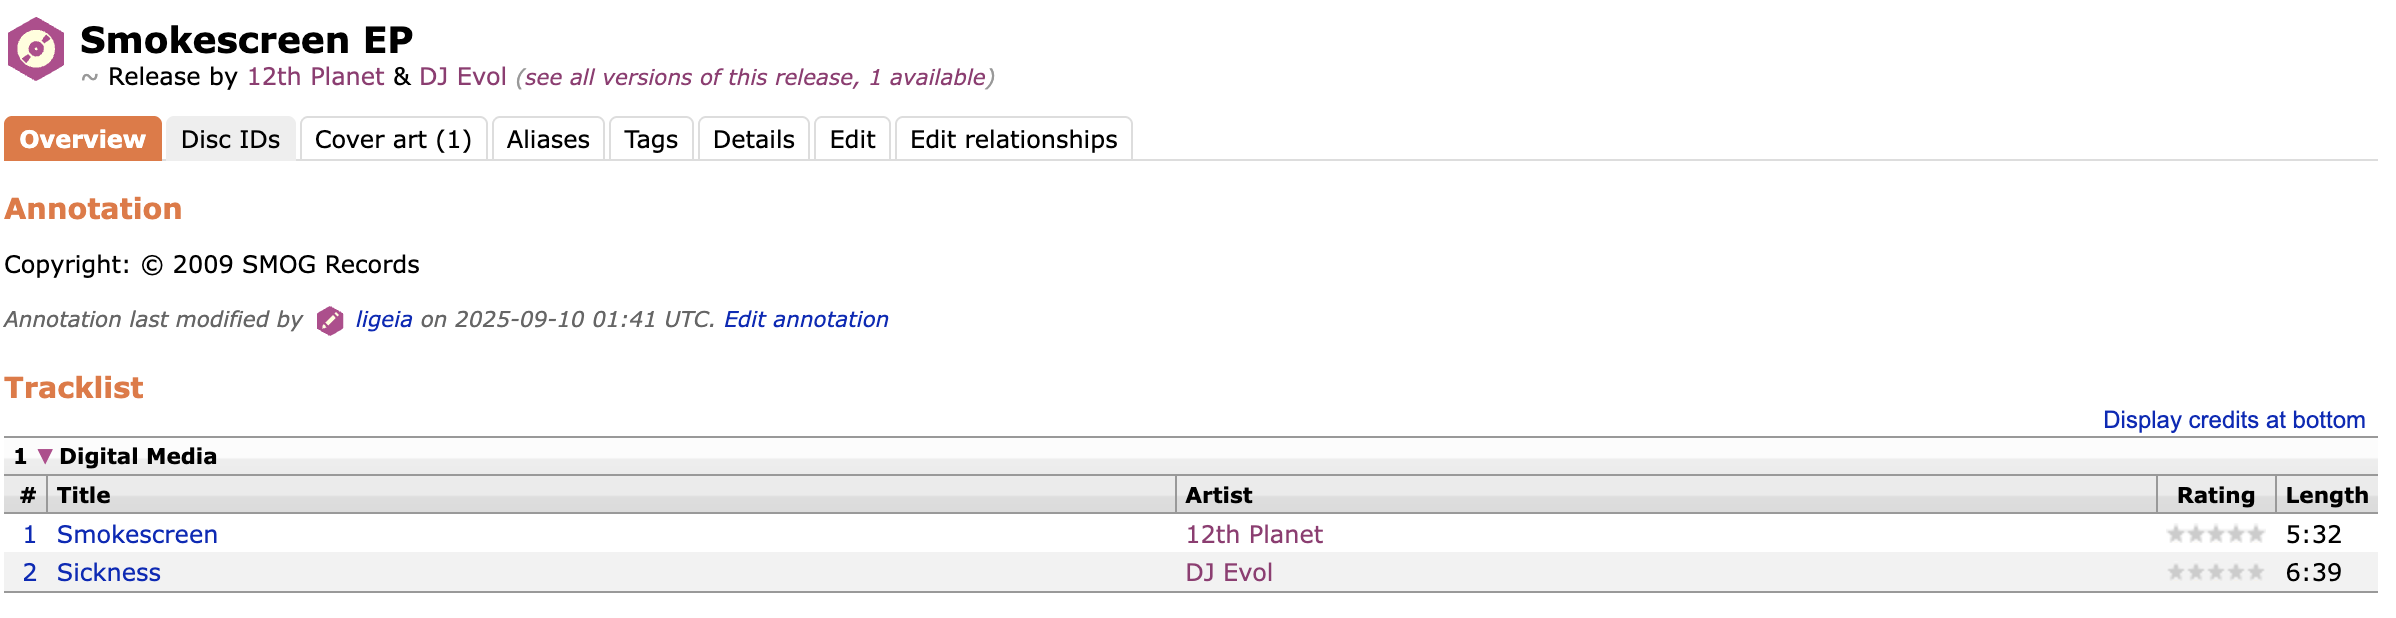 Smokescreen EP
~ Release by 12th Planet & DJ Evol (see all versions of this release, 1 available)
Overview Disc IDs Cover art (1) Aliases Tags Details Edit Edit relationships
Annotation
Copyright: © 2009 SMOG Records
Annotation last modified by ligeia on 2025-09-10 01:41 UTC. Edit annotation
Tracklist
Display credits at bottom
1 ▼ Digital Media
# Title Artist Rating Length
1 Smokescreen 12th Planet ★★★★★ 5:32
2 Sickness DJ Evol ★★★★★ 6:39